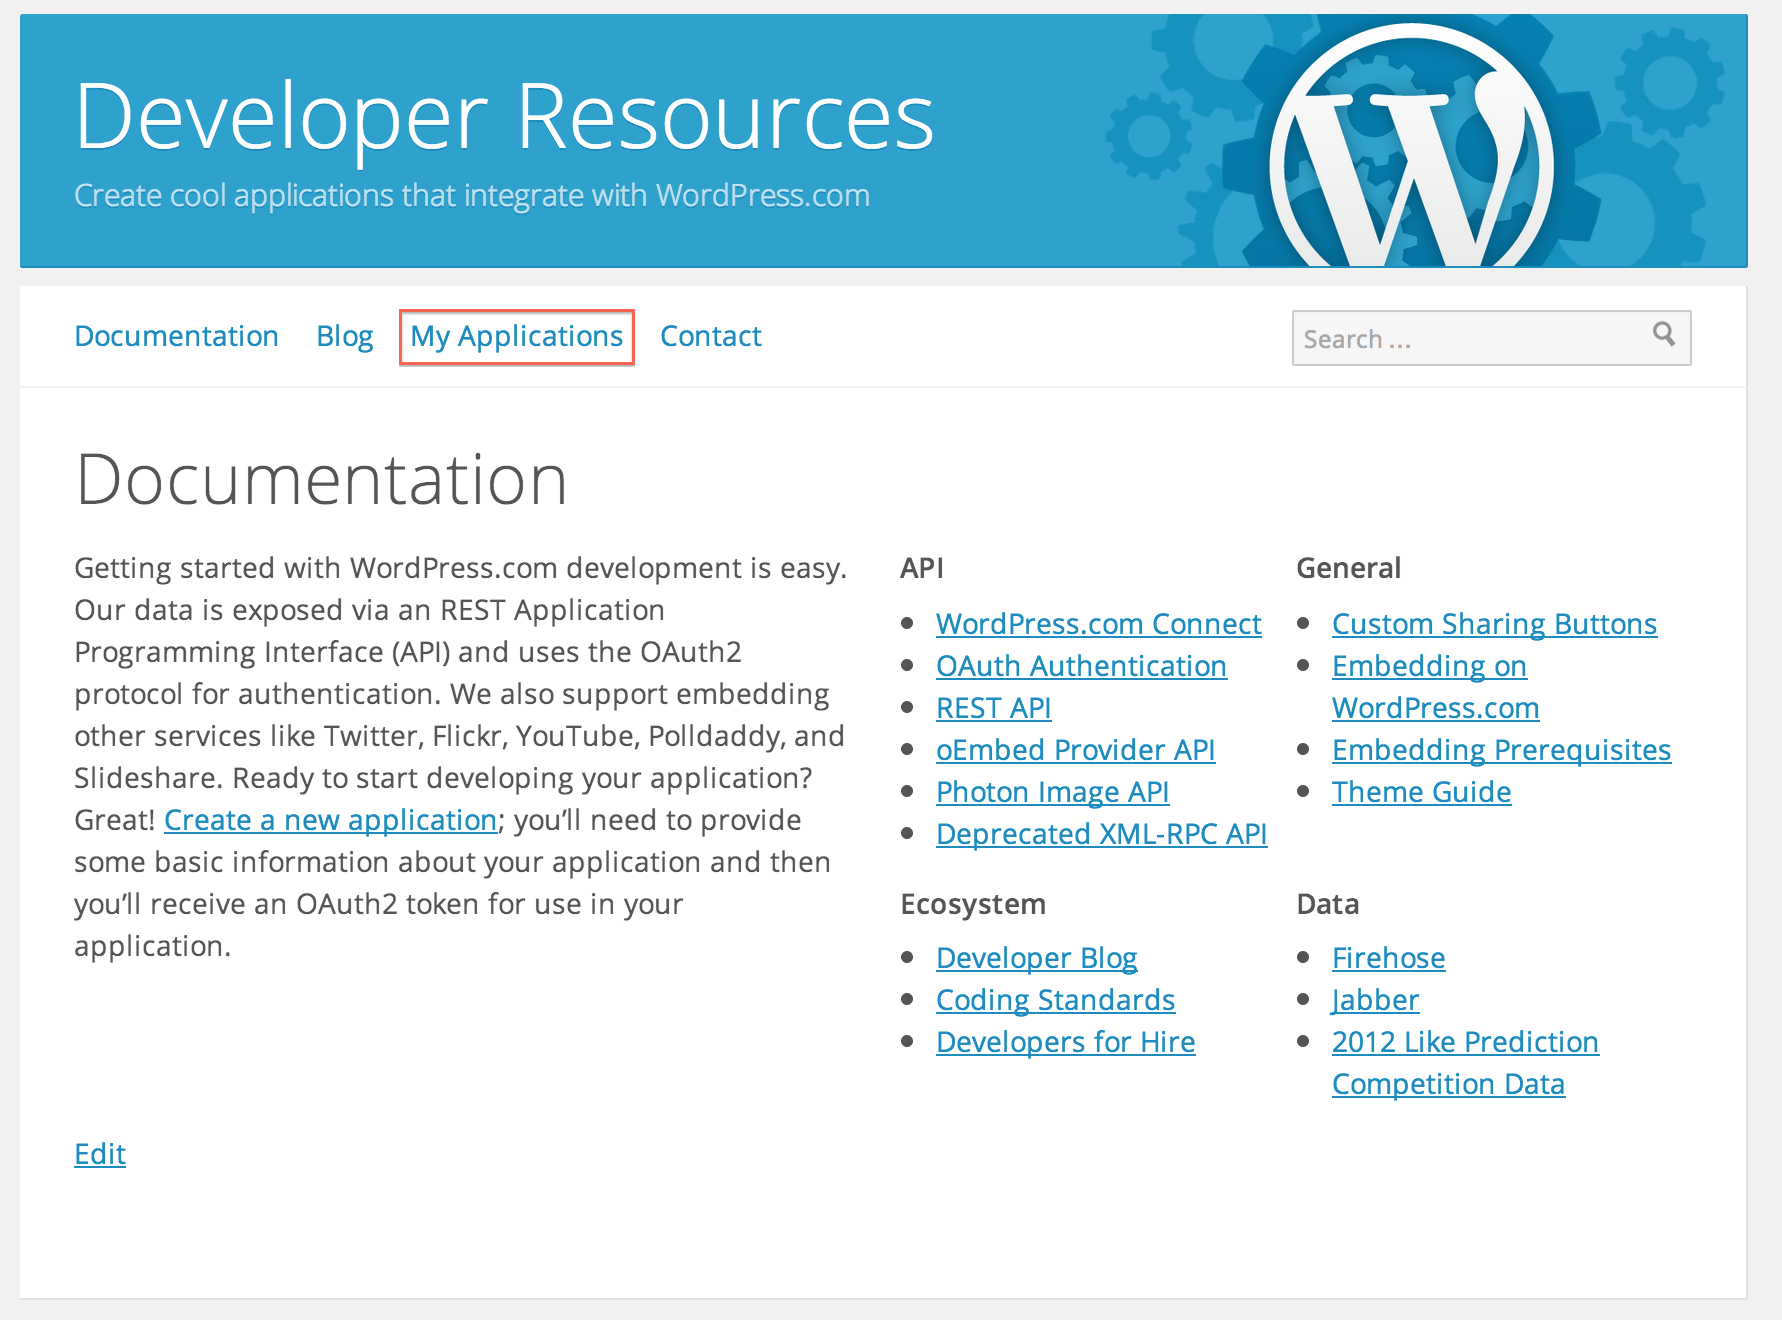 Developer Resources
Create cool applications that integrate with WordPress.com
Documentation
Blog
My Applications
Contact
Search ...
Documentation
Getting started with WordPress.com development is easy.
Our data is exposed via an REST Application
Programming Interface (API) and uses the OAuth2
protocol for authentication. We also support embedding
other services like Twitter, Flickr, YouTube, Polldaddy, and
Slideshare. Ready to start developing your application?
Great! Create a new application; you’ll need to provide
some basic information about your application and then
you’ll receive an OAuth2 token for use in your
application.
API
WordPress.com Connect
OAuth Authentication
REST API
oEmbed Provider API
Photon Image API
Deprecated XML-RPC API
General
Custom Sharing Buttons
Embedding on
WordPress.com
Embedding Prerequisites
Theme Guide
Ecosystem
Developer Blog
Coding Standards
Developers for Hire
Data
Firehose
Jabber
2012 Like Prediction
Competition Data
Edit